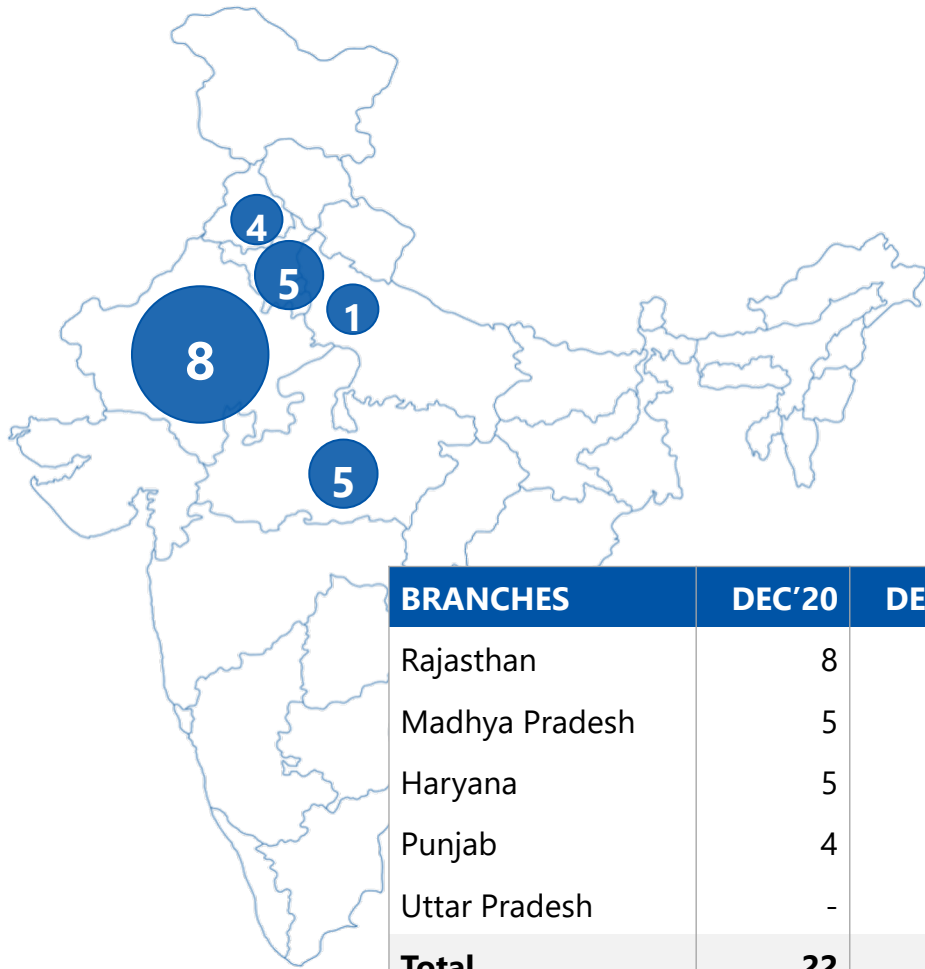 4
5
1
8
5
BRANCHES DEC’20 DE
Rajasthan 8
Madhya Pradesh 5
Haryana 5
Punjab 4
Uttar Pradesh -
Total 22